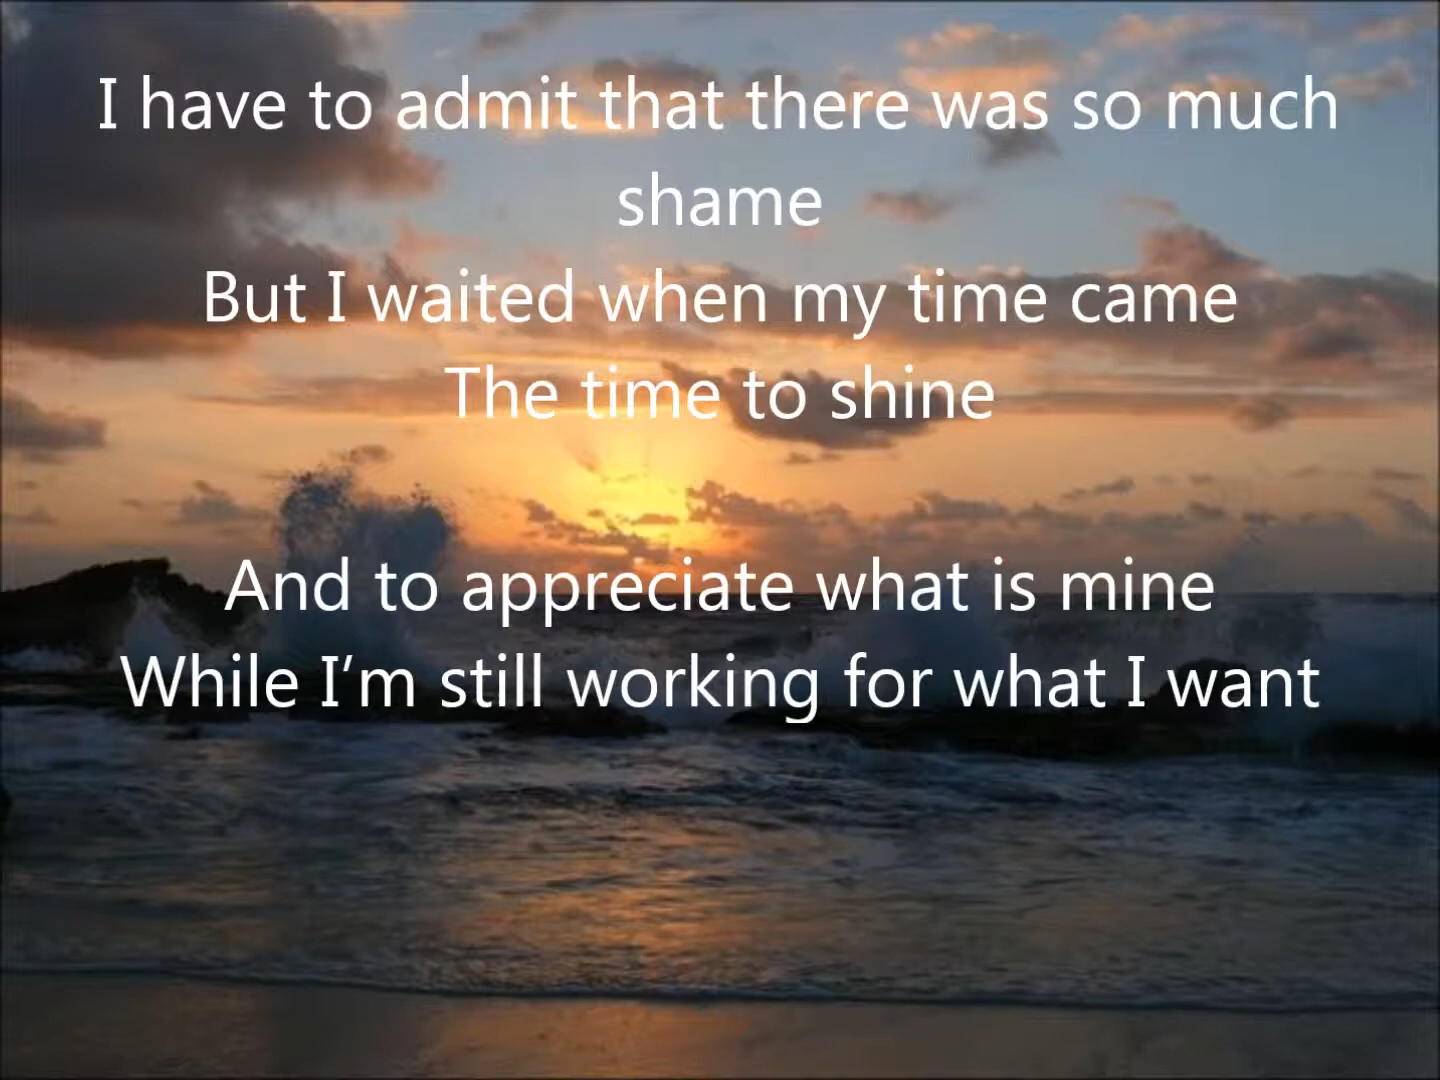 I have to admit that there was so much
shame
But I waited when my time came
The time to shine
And to appreciate what is mine
While I’m still working for what I want